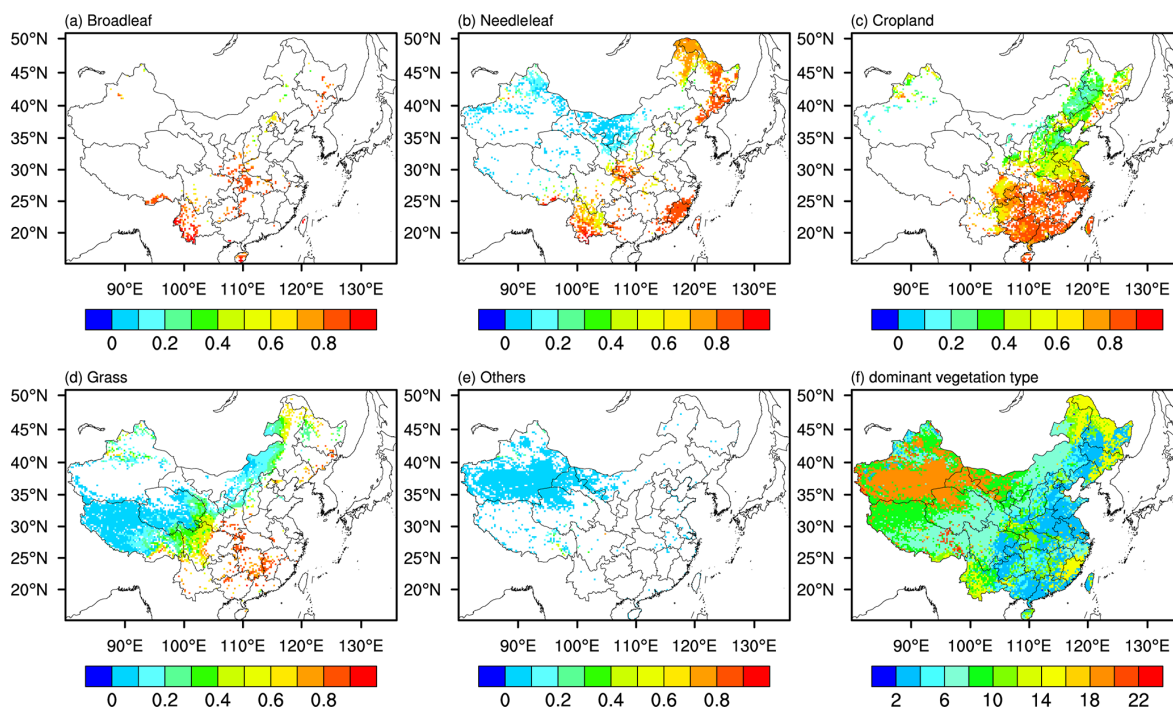 (a) Broadleaf
(b) Needleleaf
(c) Cropland
50°N 50°N 50°N
45°N 45°N 45°N
40°N 40°N 40°N
35°N 35°N 35°N
30°N 30°N 30°N
25°N 25°N 25°N
20°N 20°N 20°N
90°E 100°E 110°E 120°E 130°E 90°E 100°E 110°E 120°E 130°E 90°E 100°E 110°E 120°E 130°E
0 0.2 0.4 0.6 0.8 0 0.2 0.4 0.6 0.8 0 0.2 0.4 0.6 0.8
(d) Grass
(e) Others
(f) dominant vegetation type
50°N 50°N 50°N
45°N 45°N 45°N
40°N 40°N 40°N
35°N 35°N 35°N
30°N 30°N 30°N
25°N 25°N 25°N
20°N 20°N 20°N
90°E 100°E 110°E 120°E 130°E 90°E 100°E 110°E 120°E 130°E 90°E 100°E 110°E 120°E 130°E
0 0.2 0.4 0.6 0.8 0 0.2 0.4 0.6 0.8 2 6 10 14 18 22